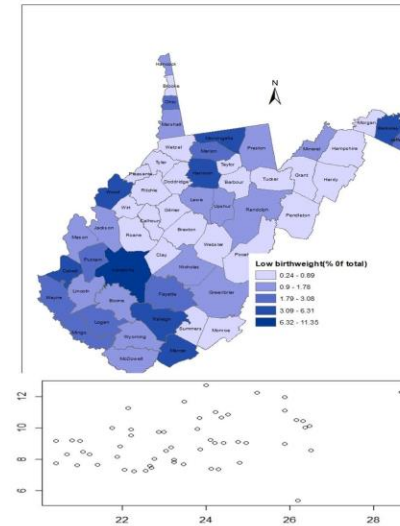 N
Hancock
Brooke
Ohio
Marshall
Wetzel
Monongalia
Marion
Preston
Morgan
Berkeley
Mineral
Hampshire
Tyler
Pleasants
Doddridge
Harrison
Taylor
Barbour
Tucker
Grant
Hardy
Wood
Ritchie
Wirt
Lewis
Upshur
Randolph
Pendleton
Gilmer
Calhoun
Jackson
Roane
Braxton
Mason
Webster
Clay
Putnam
Cabell
Kanawha
Nicholas
Lincoln
Wayne
Boone
Fayette
Greenbrier
Logan
Raleigh
Summers
Monroe
Mingo
Wyoming
Mercer
McDowell
Low birthweight(% 0f total)
0.24 - 0.89
0.9 - 1.78
1.79 - 3.08
3.09 - 6.31
6.32 - 11.35
12
10
8
6
22
24
26
28